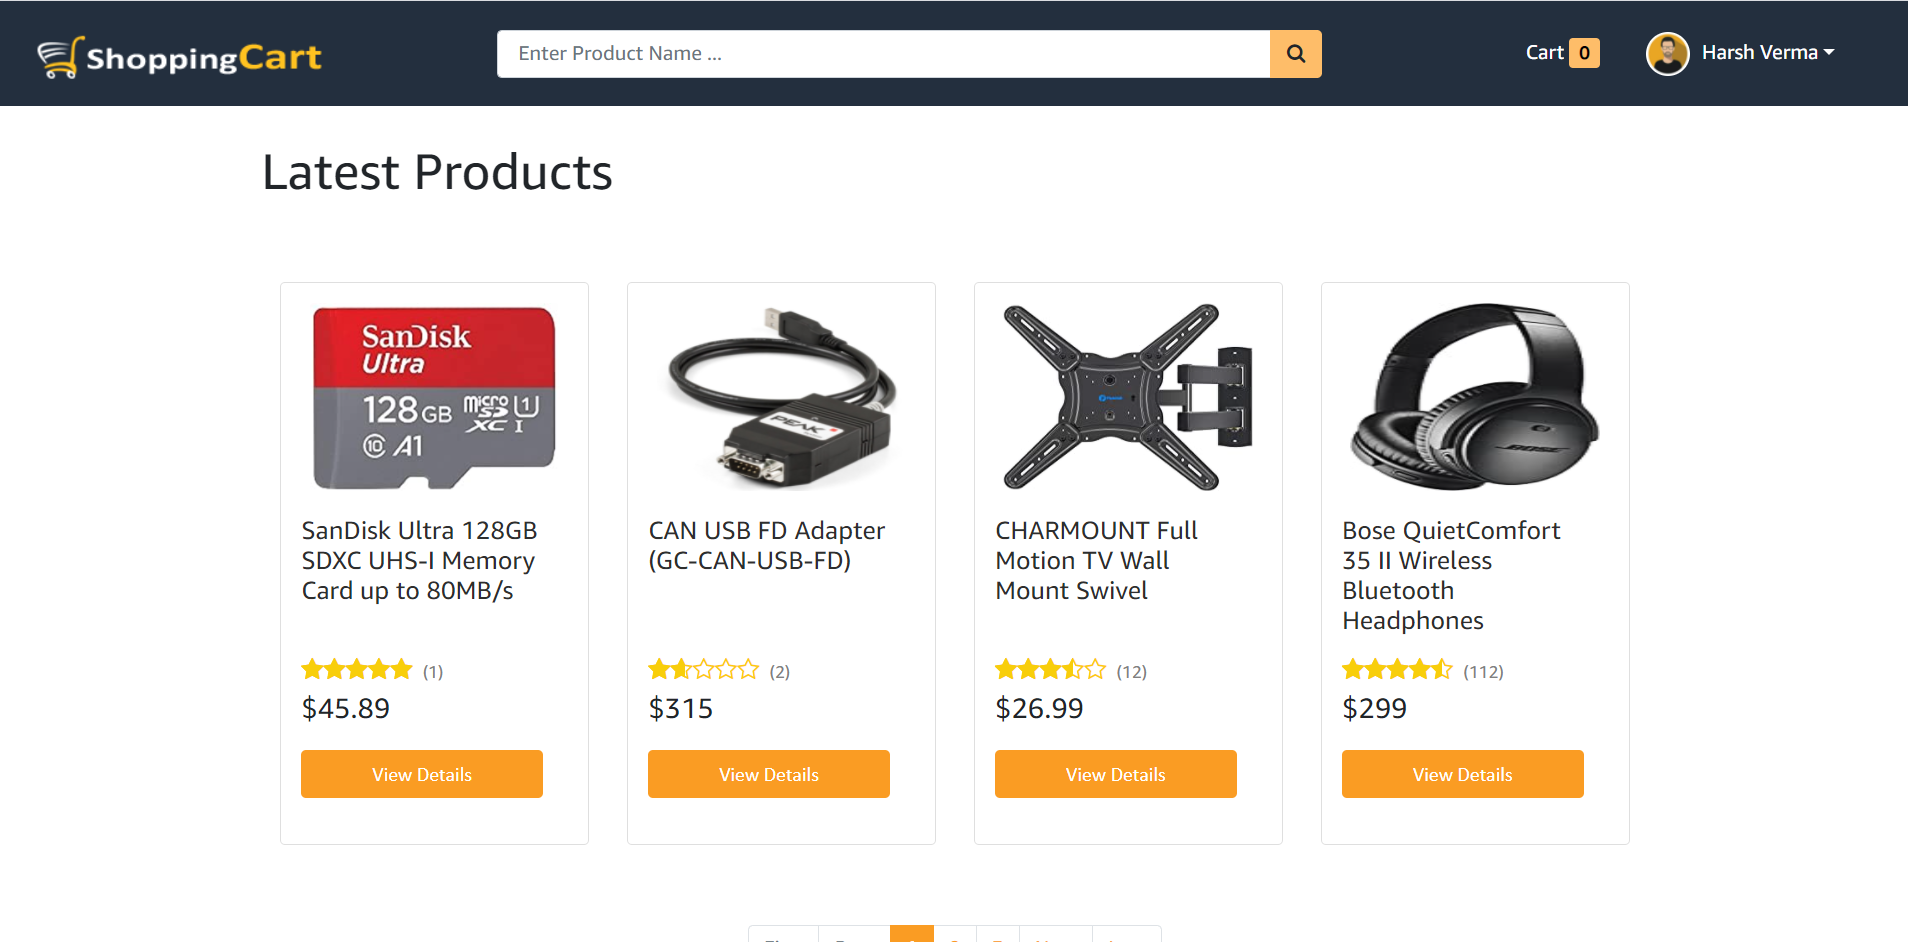 ShoppingCart
Enter Product Name ...
Cart 0
Harsh Verma
Latest Products
SanDisk
Ultra
128GB micro SD XC I U1
10 A1
PEAK
BOSE
SanDisk Ultra 128GB
SDXC UHS-I Memory
Card up to 80MB/s
(1)
$45.89
View Details
CAN USB FD Adapter
(GC-CAN-USB-FD)
(2)
$315
View Details
CHARMOUNT Full
Motion TV Wall
Mount Swivel
(12)
$26.99
View Details
Bose QuietComfort
35 II Wireless
Bluetooth
Headphones
(112)
$299
View Details